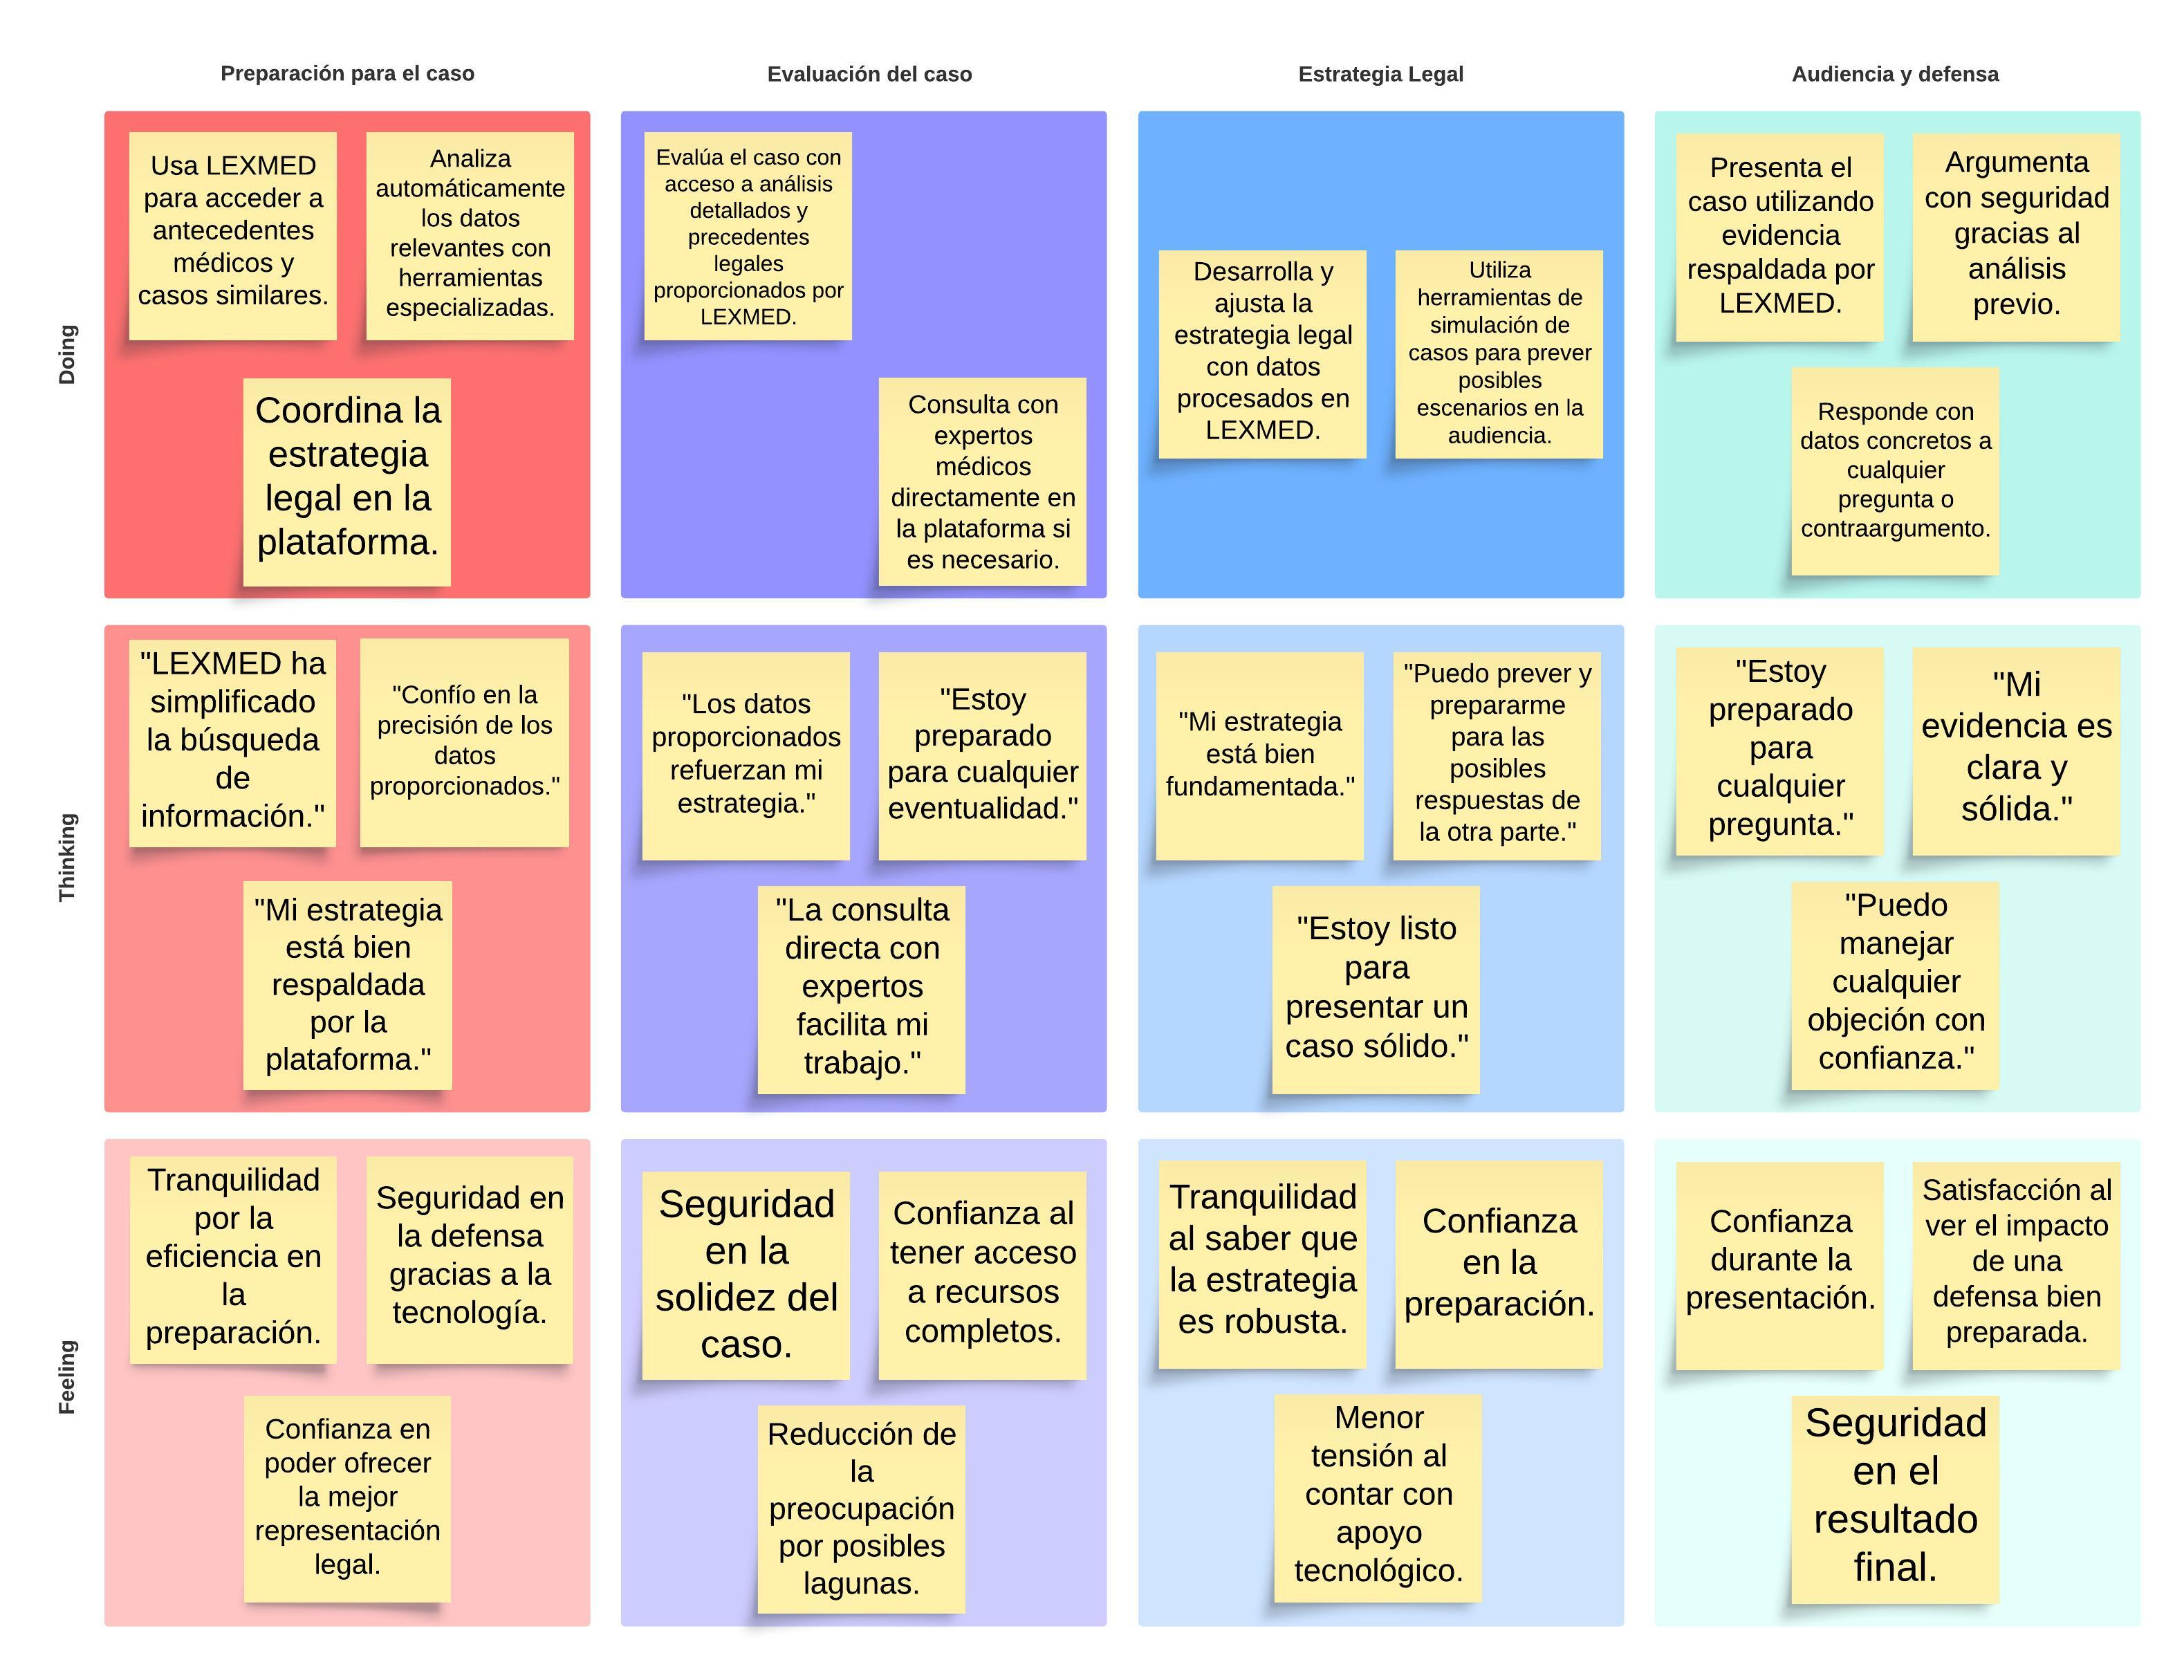 Preparación para el caso
Evaluación del caso
Estrategia Legal
Audiencia y defensa
Doing
Usa LEXMED
para acceder a
antecedentes
médicos y
casos similares.
Analiza
automáticamente
los datos
relevantes con
herramientas
especializadas.
Coordina la
estrategia
legal en la
plataforma.
Evalúa el caso con
acceso a análisis
detallados y
precedentes
legales
proporcionados por
LEXMED.
Consulta con
expertos
médicos
directamente en
la plataforma si
es necesario.
Desarrolla y
ajusta la
estrategia legal
con datos
procesados en
LEXMED.
Utiliza
herramientas de
simulación de
casos para prever
posibles
escenarios en la
audiencia.
Presenta el
caso utilizando
evidencia
respaldada por
LEXMED.
Argumenta
con seguridad
gracias al
análisis
previo.
Responde con
datos concretos a
cualquier
pregunta o
contraargumento.
Thinking
"LEXMED ha
simplificado
la búsqueda
de
información."
"Confío en la
precisión de los
datos
proporcionados."
"Mi estrategia
está bien
respaldada
por la
plataforma."
"Los datos
proporcionados
refuerzan mi
estrategia."
"Estoy
preparado
para cualquier
eventualidad."
"La consulta
directa con
expertos
facilita mi
trabajo."
"Mi estrategia
está bien
fundamentada."
"Puedo prever y
prepararme
para las
posibles
respuestas de
la otra parte."
"Estoy listo
para
presentar un
caso sólido."
"Estoy
preparado
para
cualquier
pregunta."
"Mi
evidencia es
clara y
sólida."
"Puedo
manejar
cualquier
objeción con
confianza."
Feeling
Tranquilidad
por la
eficiencia en
la
preparación.
Seguridad en
la defensa
gracias a la
tecnología.
Confianza en
poder ofrecer
la mejor
representación
legal.
Seguridad
en la
solidez del
caso.
Confianza al
tener acceso
a recursos
completos.
Reducción de
la
preocupación
por posibles
lagunas.
Tranquilidad
al saber que
la estrategia
es robusta.
Confianza
en la
preparación.
Menor
tensión al
contar con
apoyo
tecnológico.
Confianza
durante la
presentación.
Satisfacción al
ver el impacto
de una
defensa bien
preparada.
Seguridad
en el
resultado
final.